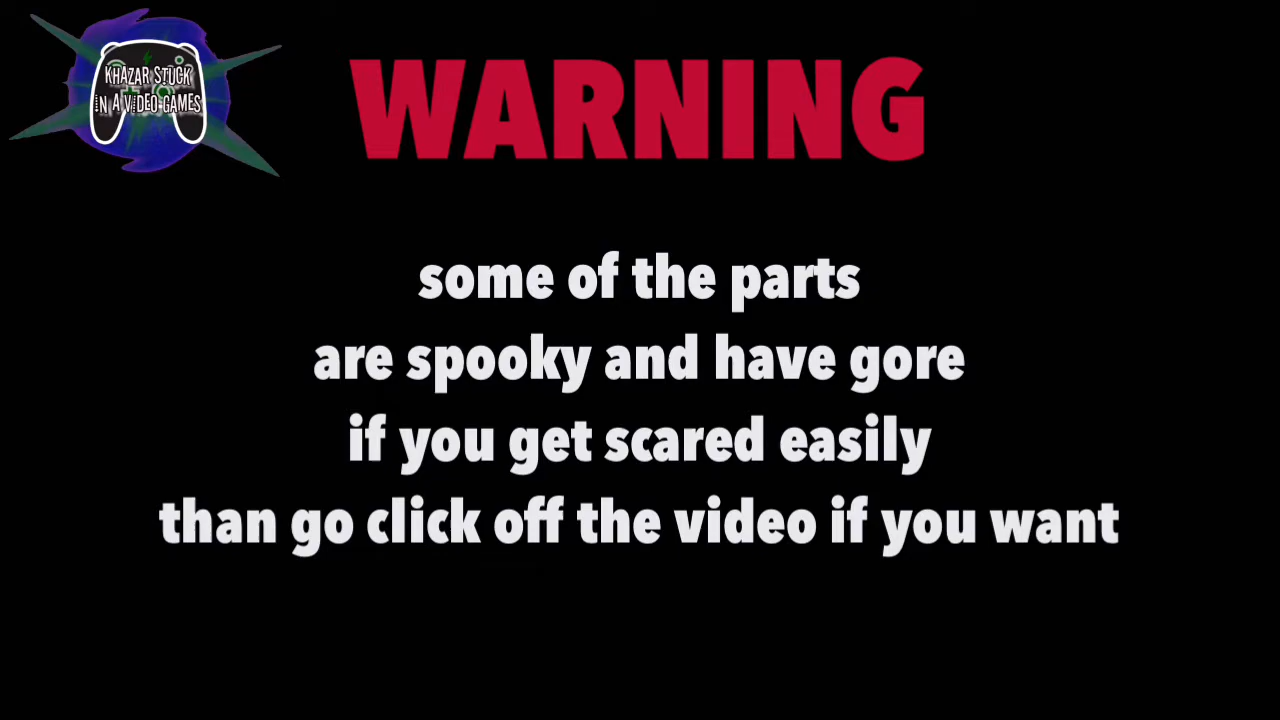 KHAZAR STUCK
IN A VIDEO GAMES
WARNING
some of the parts
are spooky and have gore
if you get scared easily
than go click off the video if you want